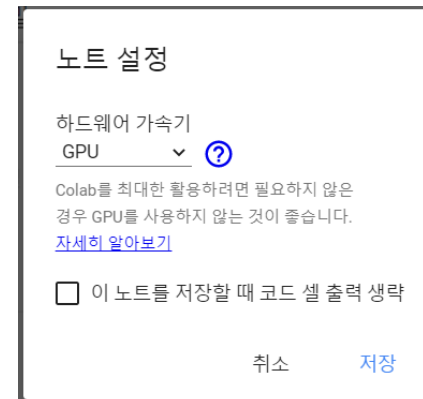 노트 설정
하드웨어 가속기
GPU
Colab를 최대한 활용하려면 필요하지 않은
경우 GPU를 사용하지 않는 것이 좋습니다.
자세히 알아보기
이 노트를 저장할 때 코드 셀 출력 생략
취소 저장